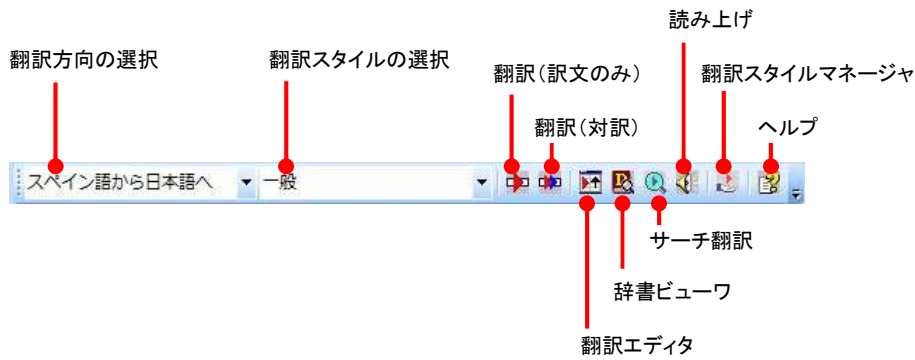 読み上げ
翻訳方向の選択
翻訳スタイルの選択
翻訳（訳文のみ）
翻訳スタイルマネージャ
翻訳（対訳）
ヘルプ
スペイン語から日本語へ
一般
サーチ翻訳
辞書ビューワ
翻訳エディタ